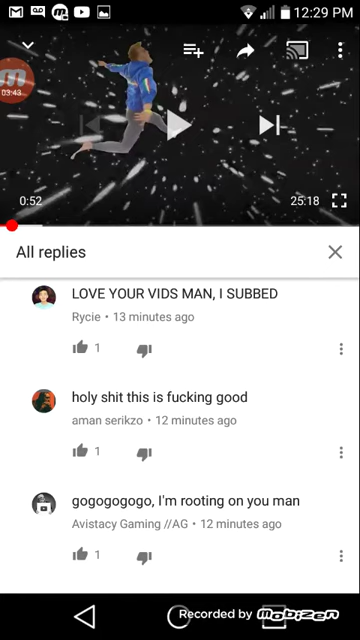 12:29 PM
03:43
0:52
25:18
All replies
LOVE YOUR VIDS MAN, I SUBBED
Rycie • 13 minutes ago
1
holy shit this is fucking good
aman serikzo • 12 minutes ago
1
gogogogogo, I'm rooting on you man
Avistacy Gaming //AG • 12 minutes ago
1
Recorded by Mobizen